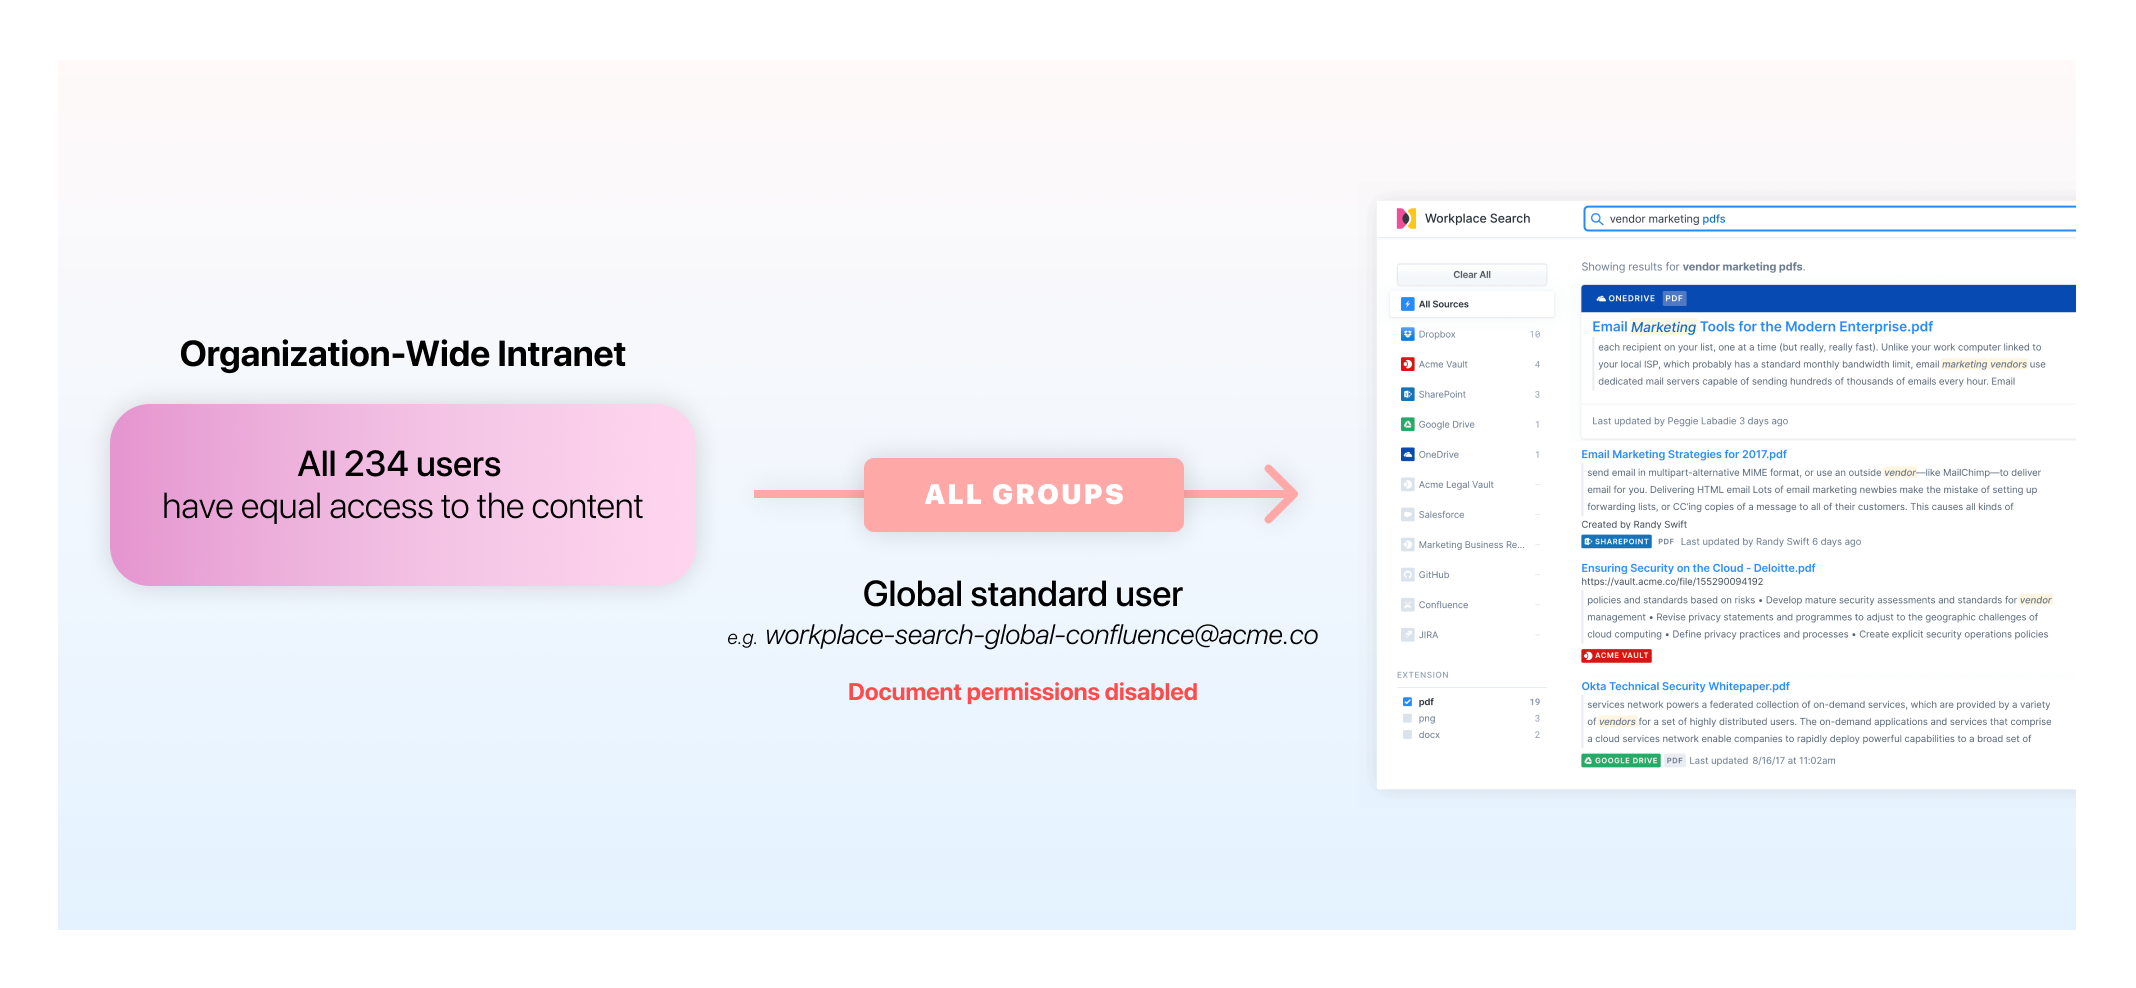 Organization-Wide Intranet
All 234 users
have equal access to the content
ALL GROUPS
Global standard user
e.g. workplace-search-global-confluence@acme.co
Document permissions disabled
Workplace Search
vendor marketing pdfs
Clear All
All Sources
Dropbox 10
Acme Vault 4
SharePoint 3
Google Drive 1
OneDrive 1
Acme Legal Vault –
Salesforce –
Marketing Business Re... –
GitHub –
Confluence –
JIRA –
EXTENSION
pdf 19
png 3
docx 2
Showing results for vendor marketing pdfs.
ONEDRIVE PDF
Email Marketing Tools for the Modern Enterprise.pdf
each recipient on your list, one at a time (but really, really fast). Unlike your work computer linked to
your local ISP, which probably has a standard monthly bandwidth limit, email marketing vendors use
dedicated mail servers capable of sending hundreds of thousands of emails every hour. Email
Last updated by Peggie Labadie 3 days ago
Email Marketing Strategies for 2017.pdf
send email in multipart-alternative MIME format, or use an outside vendor—like MailChimp—to deliver
email for you. Delivering HTML email Lots of email marketing newbies make the mistake of setting up
forwarding lists, or CC'ing copies of a message to all of their customers. This causes all kinds of
Created by Randy Swift
SHAREPOINT PDF Last updated by Randy Swift 6 days ago
Ensuring Security on the Cloud - Deloitte.pdf
https://vault.acme.co/file/155290094192
policies and standards based on risks • Develop mature security assessments and standards for vendor
management • Revise privacy statements and programmes to adjust to the geographic challenges of
cloud computing • Define privacy practices and processes • Create explicit security operations policies
ACME VAULT
Okta Technical Security Whitepaper.pdf
services network powers a federated collection of on-demand services, which are provided by a variety
of vendors for a set of highly distributed users. The on-demand applications and services that comprise
a cloud services network enable companies to rapidly deploy powerful capabilities to a broad set of
GOOGLE DRIVE PDF Last updated 8/16/17 at 11:02am